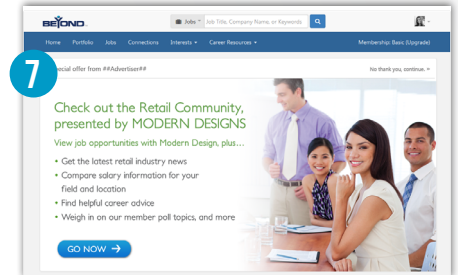 BEYOND.
Jobs
Job Title, Company Name, or Keywords
Home Portfolio Jobs Connections Interests Career Resources Membership: Basic (Upgrade)
7
pecial offer from ##Advertiser## No thank you, continue. »
Check out the Retail Community,
presented by MODERN DESIGNS
View job opportunities with Modern Design, plus…
• Get the latest retail industry news
• Compare salary information for your
field and location
• Find helpful career advice
• Weigh in on our member poll topics, and more
GO NOW →